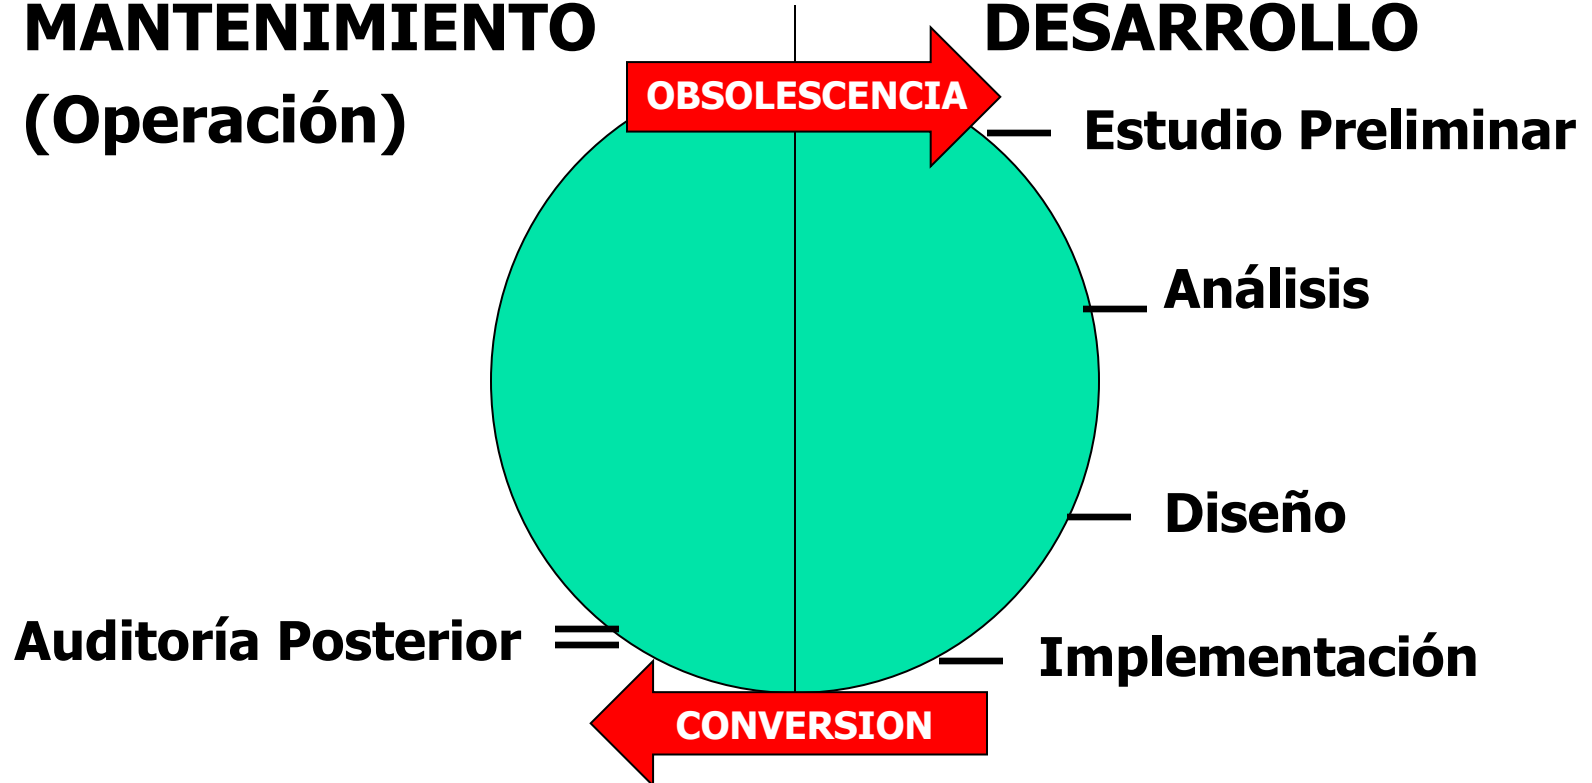 MANTENIMIENTO
(Operación)
DESARROLLO
OBSOLESCENCIA
Estudio Preliminar
Análisis
Diseño
Implementación
CONVERSION
Auditoría Posterior